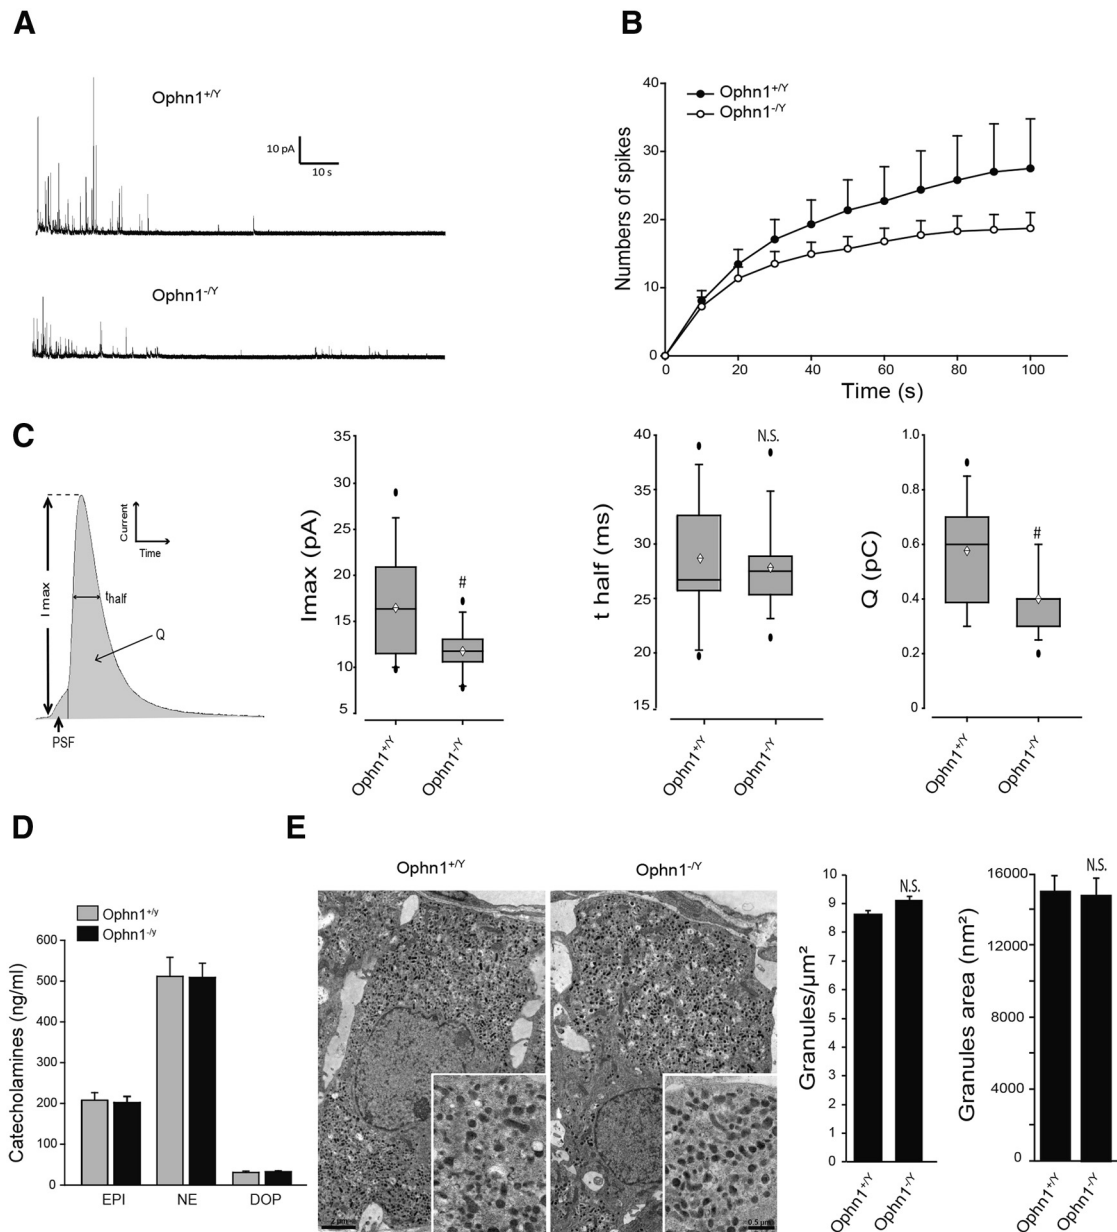 A
Ophn1+/Y
10 pA
10 s
Ophn1-/Y
B
40
30
20
10
0
Numbers of spikes
Ophn1+/Y
Ophn1-/Y
0 20 40 60 80 100
Time (s)
C
I max
Current
Time
thalf
Q
PSF
35
30
25
20
15
10
5
Imax (pA)
#
Ophn1+/Y
Ophn1-/Y
40
35
30
25
20
15
t half (ms)
N.S.
Ophn1+/Y
Ophn1-/Y
1.0
0.8
0.6
0.4
0.2
0
Q (pC)
#
Ophn1+/Y
Ophn1-/Y
D
Ophn1+/y
Ophn1-/y
600
500
400
300
200
100
0
Catecholamines (ng/ml)
EPI NE DOP
E
Ophn1+/Y
Ophn1-/Y
0.5 µm
10
9
8
7
6
5
4
3
2
1
0
Granules/µm²
N.S.
Ophn1+/Y
Ophn1-/Y
16000
12000
8000
4000
0
Granules area (nm²)
N.S.
Ophn1+/Y
Ophn1-/Y